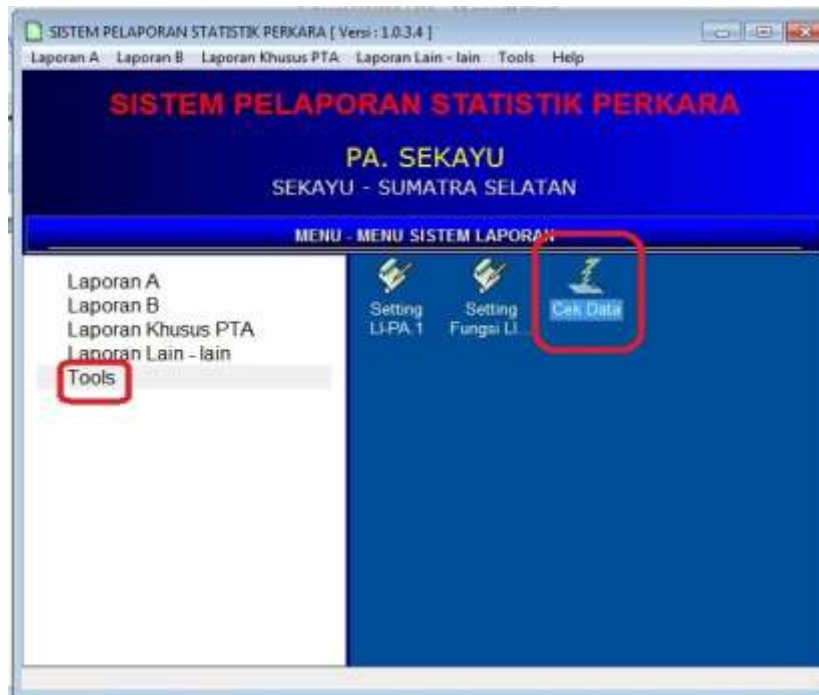 SISTEM PELAPORAN STATISTIK PERKARA [ Versi : 1.0.3.4 ]
Laporan A Laporan B Laporan Khusus PTA Laporan Lain - lain Tools Help
SISTEM PELAPORAN STATISTIK PERKARA
PA. SEKAYU
SEKAYU - SUMATRA SELATAN
MENU - MENU SISTEM LAPORAN
Laporan A
Laporan B
Laporan Khusus PTA
Laporan Lain - lain
Tools
Setting
LI-PA.1
Setting
Fungsi LI...
Cek Data